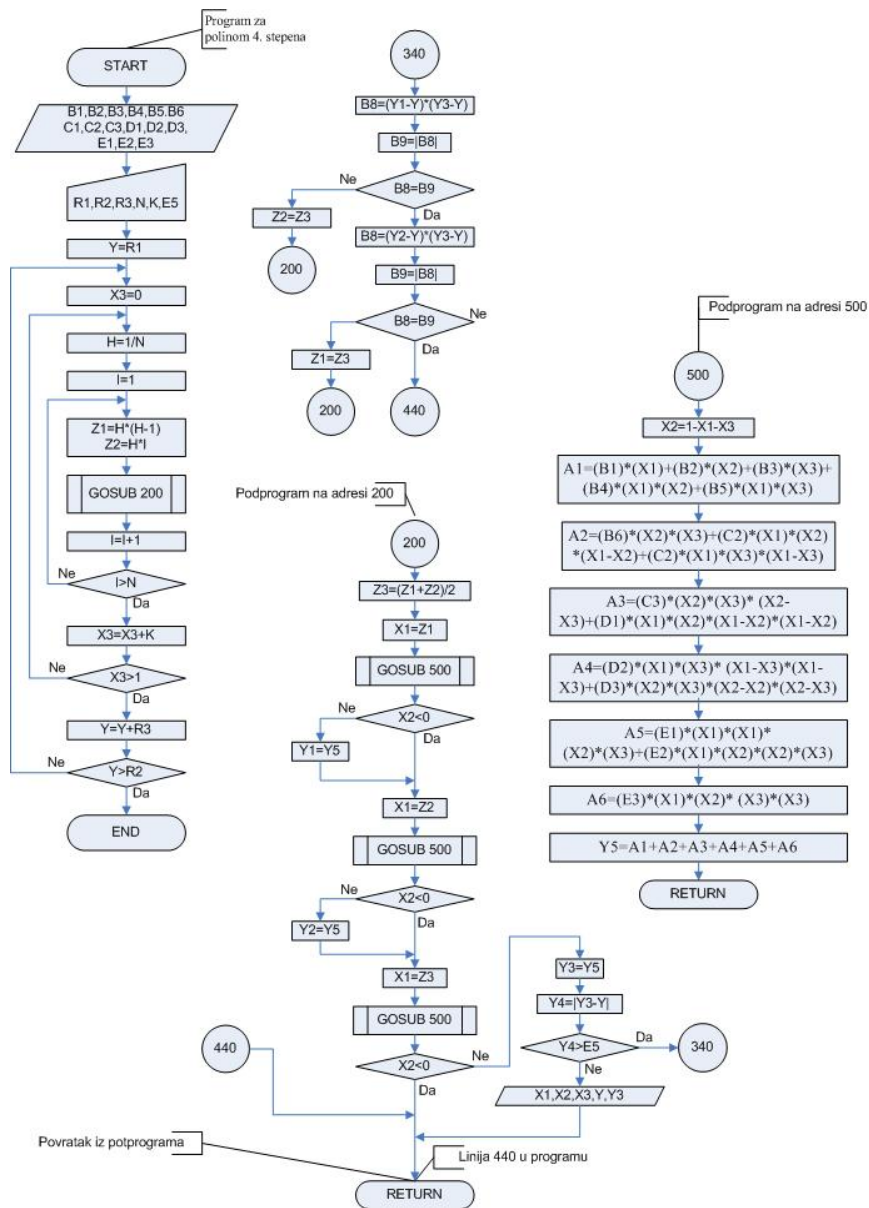 Program za
polinom 4. stepena
START
B1,B2,B3,B4,B5.B6
C1,C2,C3,D1,D2,D3,
E1,E2,E3
R1,R2,R3,N,K,E5
Y=R1
X3=0
H=1/N
I=1
Z1=H*(H-1)
Z2=H*I
GOSUB 200
I=I+1
Ne
I>N
Da
X3=X3+K
Ne
X3>1
Da
Y=Y+R3
Ne
Y>R2
Da
END
340
B8=(Y1-Y)*(Y3-Y)
B9=|B8|
Ne
B8=B9
Da
Z2=Z3
200
B8=(Y2-Y)*(Y3-Y)
B9=|B8|
B8=B9
Ne
Da
Z1=Z3
200
440
Podprogram na adresi 200
200
Z3=(Z1+Z2)/2
X1=Z1
GOSUB 500
Ne
X2<0
Da
Y1=Y5
X1=Z2
GOSUB 500
Ne
X2<0
Da
Y2=Y5
X1=Z3
GOSUB 500
X2<0
Ne
Da
440
Y3=Y5
Y4=|Y3-Y|
Y4>E5
Da
340
Ne
X1,X2,X3,Y,Y3
Povratak iz potprograma
Linija 440 u programu
RETURN
Podprogram na adresi 500
500
X2=1-X1-X3
A1=(B1)*(X1)+(B2)*(X2)+(B3)*(X3)+
(B4)*(X1)*(X2)+(B5)*(X1)*(X3)
A2=(B6)*(X2)*(X3)+(C2)*(X1)*(X2)
*(X1-X2)+(C2)*(X1)*(X3)*(X1-X3)
A3=(C3)*(X2)*(X3)* (X2-
X3)+(D1)*(X1)*(X2)*(X1-X2)*(X1-X2)
A4=(D2)*(X1)*(X3)* (X1-X3)*(X1-
X3)+(D3)*(X2)*(X3)*(X2-X2)*(X2-X3)
A5=(E1)*(X1)*(X1)*
(X2)*(X3)+(E2)*(X1)*(X2)*(X2)*(X3)
A6=(E3)*(X1)*(X2)* (X3)*(X3)
Y5=A1+A2+A3+A4+A5+A6
RETURN